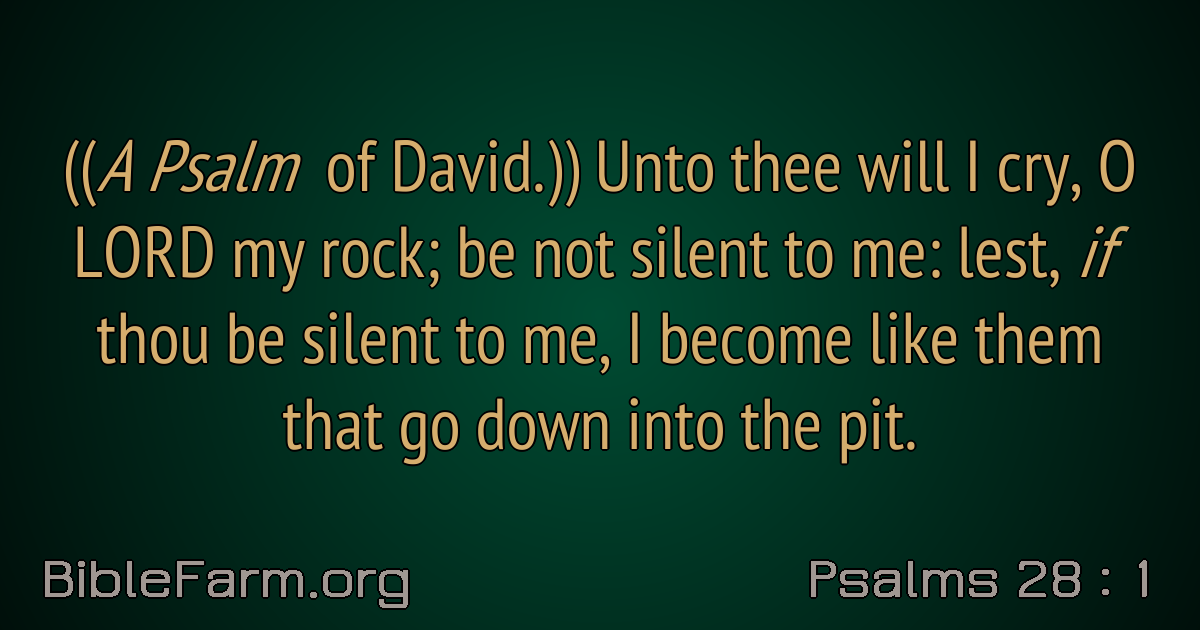 ((A Psalm of David.)) Unto thee will I cry, O
LORD my rock; be not silent to me: lest, if
thou be silent to me, I become like them
that go down into the pit.
BibleFarm.org
Psalms 28 : 1